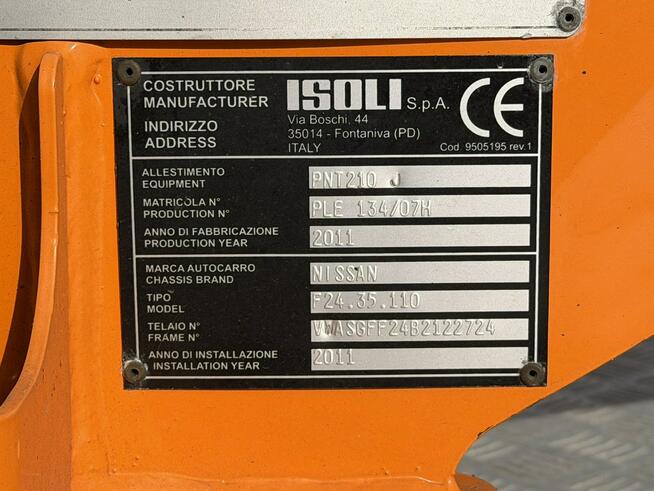 COSTRUTTORE
MANUFACTURER
ISOLI S.p.A.
CE
INDIRIZZO
ADDRESS
Via Boschi, 44
35014 - Fontaniva (PD)
ITALY
Cod. 9505195 rev.1
ALLESTIMENTO
EQUIPMENT
PNT210 J
MATRICOLA N°
PRODUCTION N°
PLE 134/07H
ANNO DI FABBRICAZIONE
PRODUCTION YEAR
2011
MARCA AUTOCARRO
CHASSIS BRAND
NISSAN
TIPO
MODEL
F24.35.110
TELAIO N°
FRAME N°
VWASGFF24B2122724
ANNO DI INSTALLAZIONE
INSTALLATION YEAR
2011